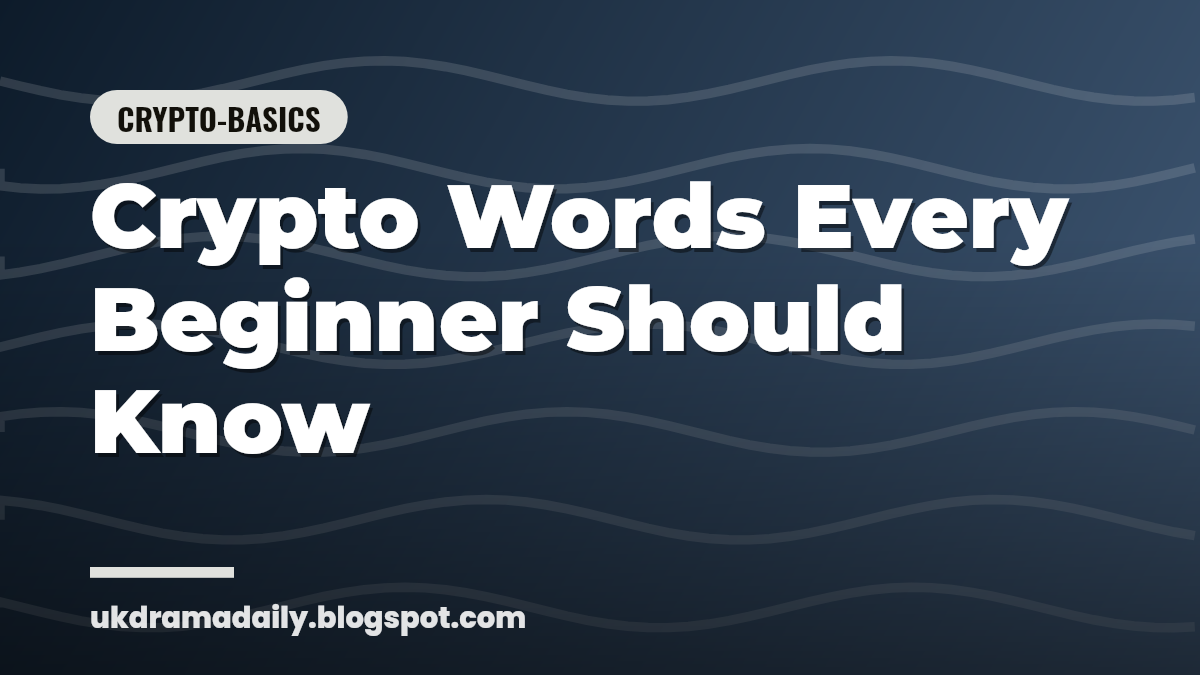 CRYPTO-BASICS
Crypto Words Every
Beginner Should
Know
ukdramadaily.blogspot.com